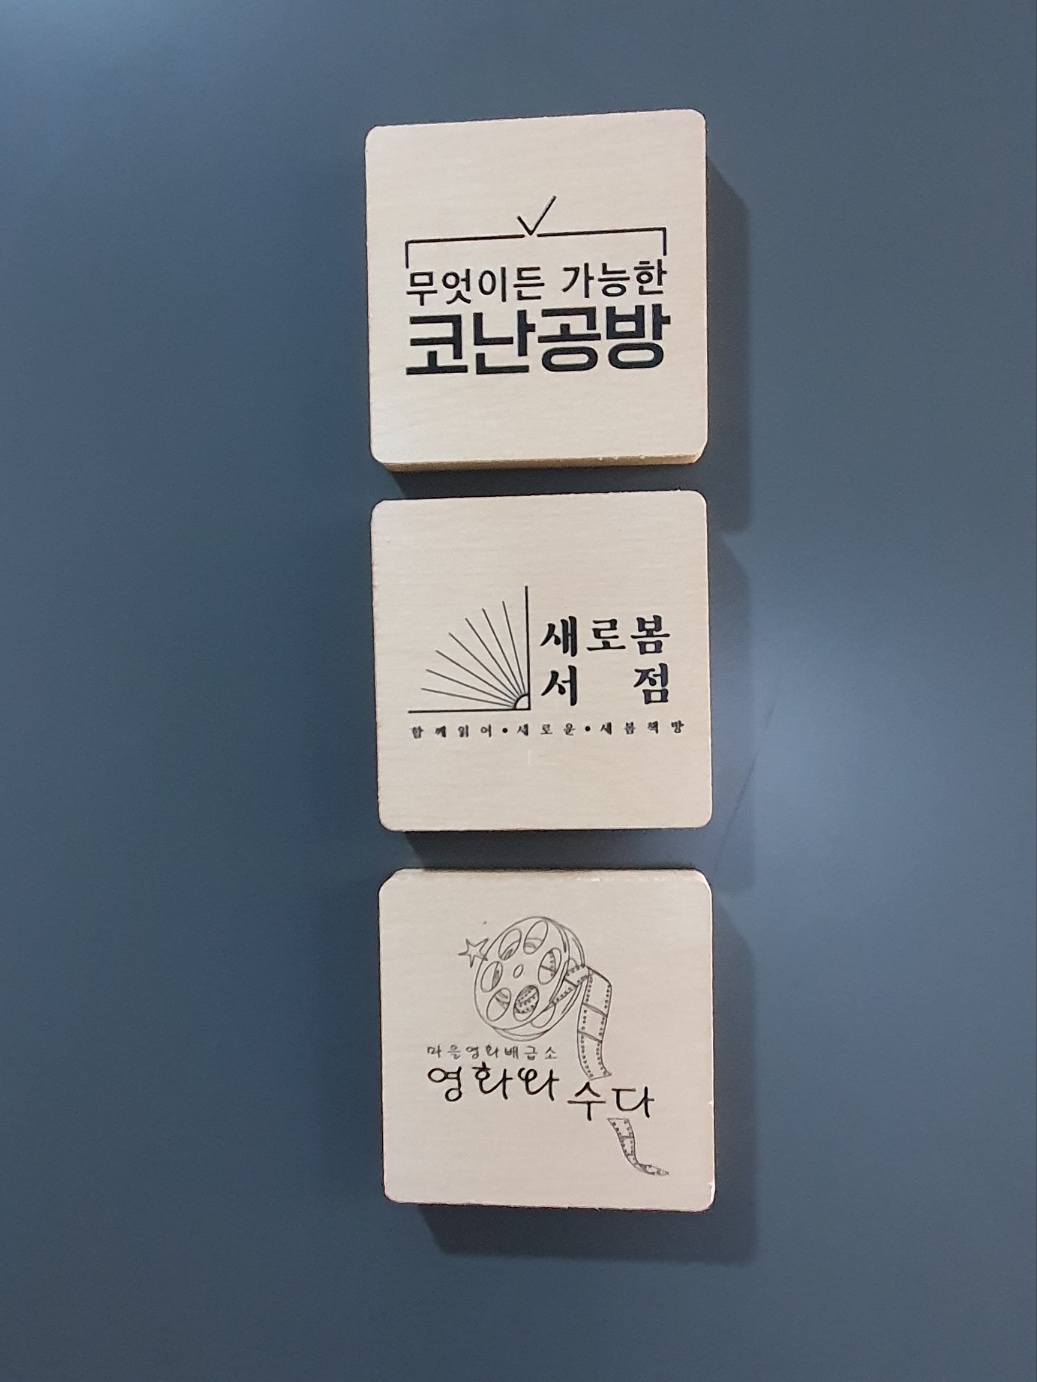 무엇이든 가능한
코난공방
새로봄
서 점
함께읽어•새로운•새봄책방
마을영화배급소
영화와 수다